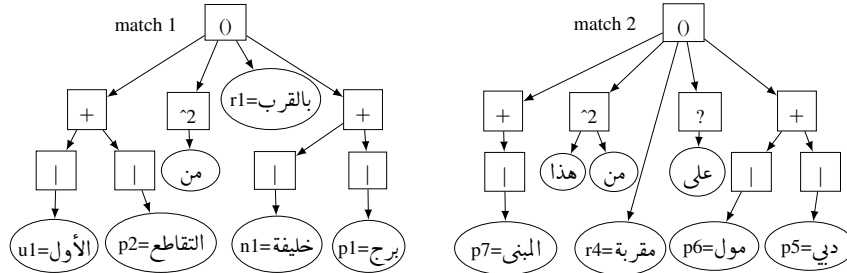 match 1 () match 2 ()
+ ^2 r1=بالقرب + + ^2 ? +
| | من | | | هذا من على | |
u1=الأول p2=التقاطع n1=خليفة p1=برج p7=المبنى r4=مقربة p6=مول p5=دبي